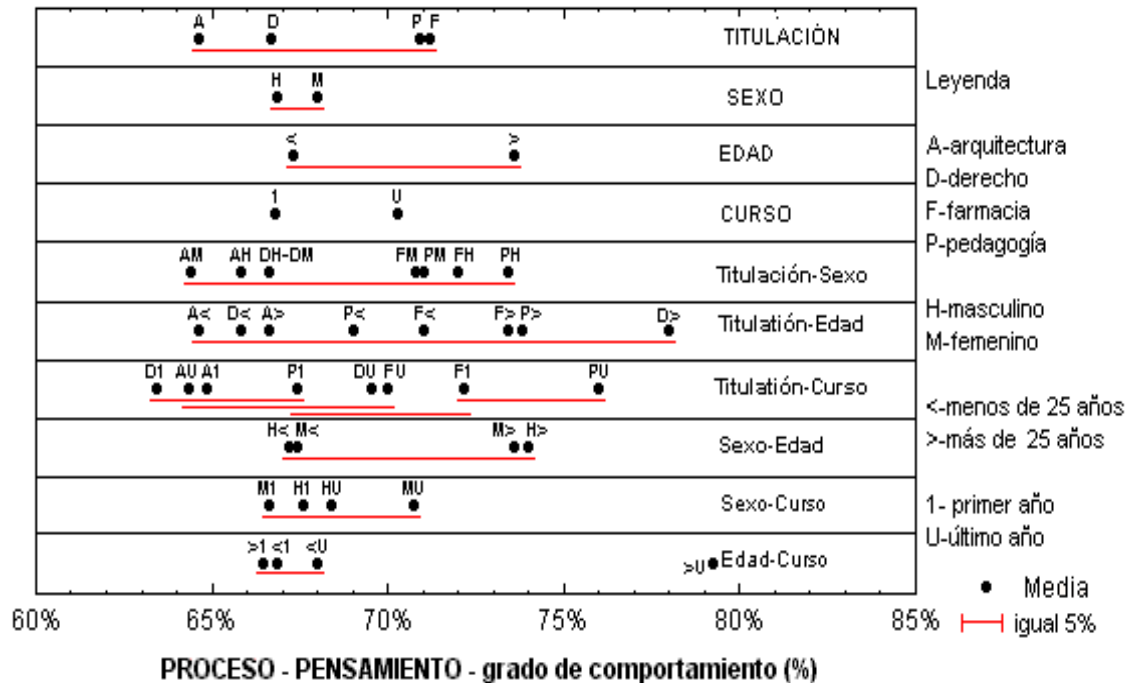 A D P F
TITULACIÓN
H M
SEXO
< >
EDAD
1 U
CURSO
AM AH DH-DM FM PM FH PH
Titulación-Sexo
A< D< A> P< F< F> P> D>
Titulatión-Edad
D1 AU A1 P1 DU FU F1 PU
Titulatión-Curso
H< M< M> H>
Sexo-Edad
M1 H1 HU MU
Sexo-Curso
>1 <1 <U >U
Edad-Curso
60% 65% 70% 75% 80% 85%
PROCESO - PENSAMIENTO - grado de comportamiento (%)
Leyenda
A-arquitectura
D-derecho
F-farmacia
P-pedagogía
H-masculino
M-femenino
<-menos de 25 años
>-más de 25 años
1- primer año
U-último año
Media
igual 5%